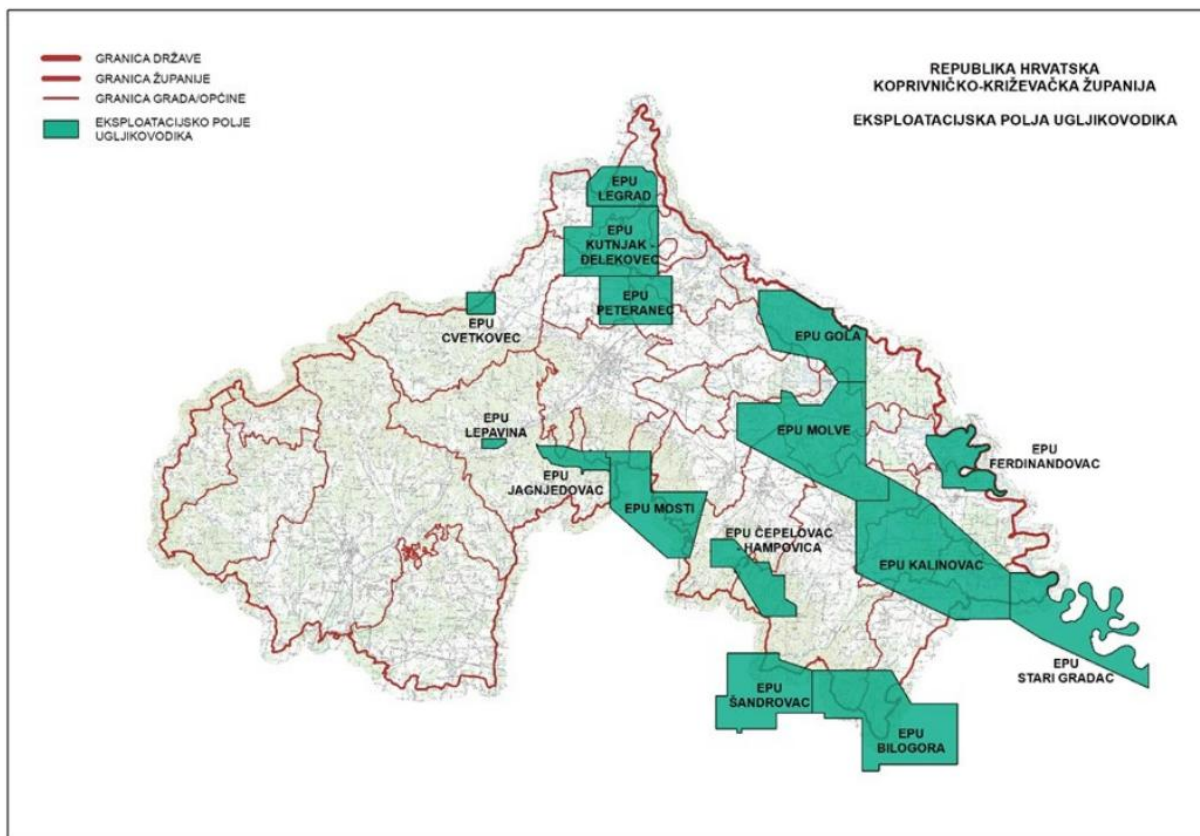 GRANICA DRŽAVE
GRANICA ŽUPANIJE
GRANICA GRADA/OPĆINE
EKSPLOATACIJSKO POLJE
UGLJIKOVODIKA
REPUBLIKA HRVATSKA
KOPRIVNIČKO-KRIŽEVAČKA ŽUPANIJA
EKSPLOATACIJSKA POLJA UGLJIKOVODIKA
EPU
LEGRAD
EPU
KUTNJAK -
ĐELEKOVEC
EPU
PETERANEC
EPU
CVETKOVEC
EPU GOLA
EPU
LEPAVINA
EPU MOLVE
EPU
FERDINANDOVAC
EPU
JAGNJEDOVAC
EPU MOSTI
EPU ČEPELOVAC
- HAMPOVICA
EPU KALINOVAC
EPU
STARI GRADAC
EPU
ŠANDROVAC
EPU
BILOGORA